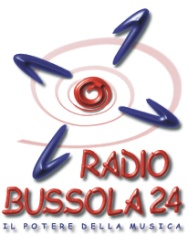 RADIO
BUSSOLA 24
IL POTERE DELLA MUSICA